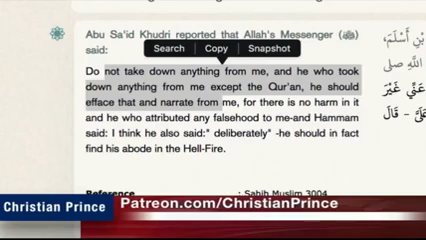 Abu Sa'id Khudri reported that Allah's Messenger (ﷺ)
said:
Search Copy Snapshot
Do not take down anything from me, and he who took
down anything from me except the Qur'an, he should
efface that and narrate from me, for there is no harm in it
and he who attributed any falsehood to me-and Hammam
said: I think he also said:" deliberately" -he should in fact
find his abode in the Hell-Fire.
بْنِ أَسْلَمَ،
اللَّهِ صلى
عَنِّي غَيْرَ
عَلَىَّ - قَالَ
Reference : Sahih Muslim 3004
Christian Prince
Patreon.com/ChristianPrince